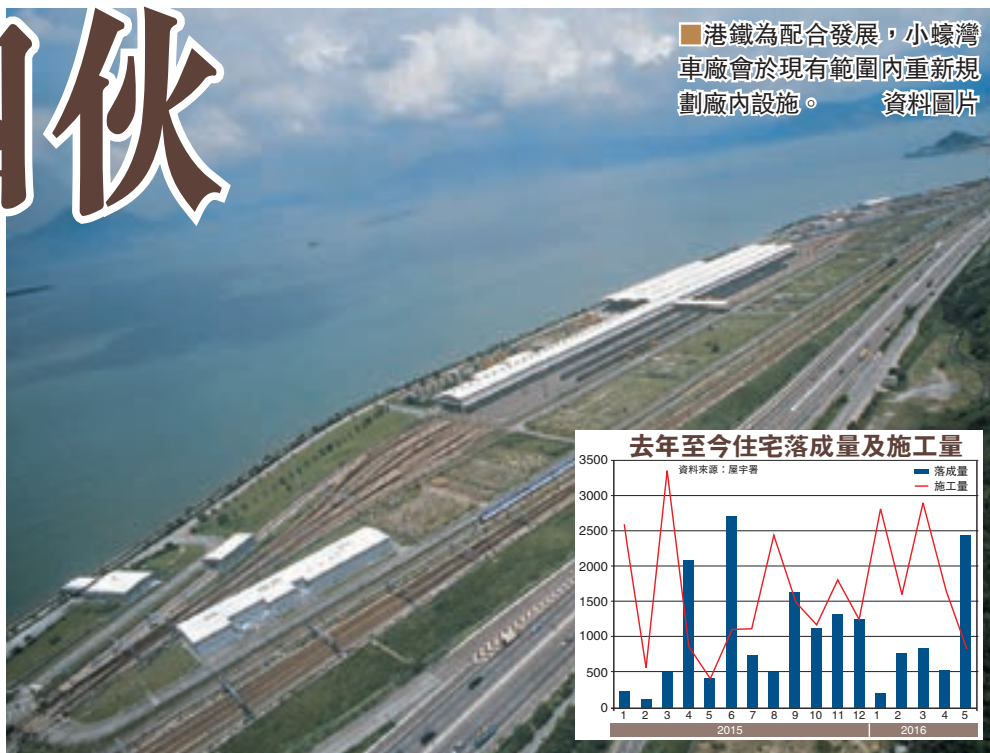 伙
■港鐵為配合發展，小蠔灣
車廠會於現有範圍內重新規
劃廠內設施。 資料圖片
去年至今住宅落成量及施工量
資料來源：屋宇署
落成量
施工量
3500
3000
2500
2000
1500
1000
500
0
1 2 3 4 5 6 7 8 9 10 11 12 1 2 3 4 5
2015 2016